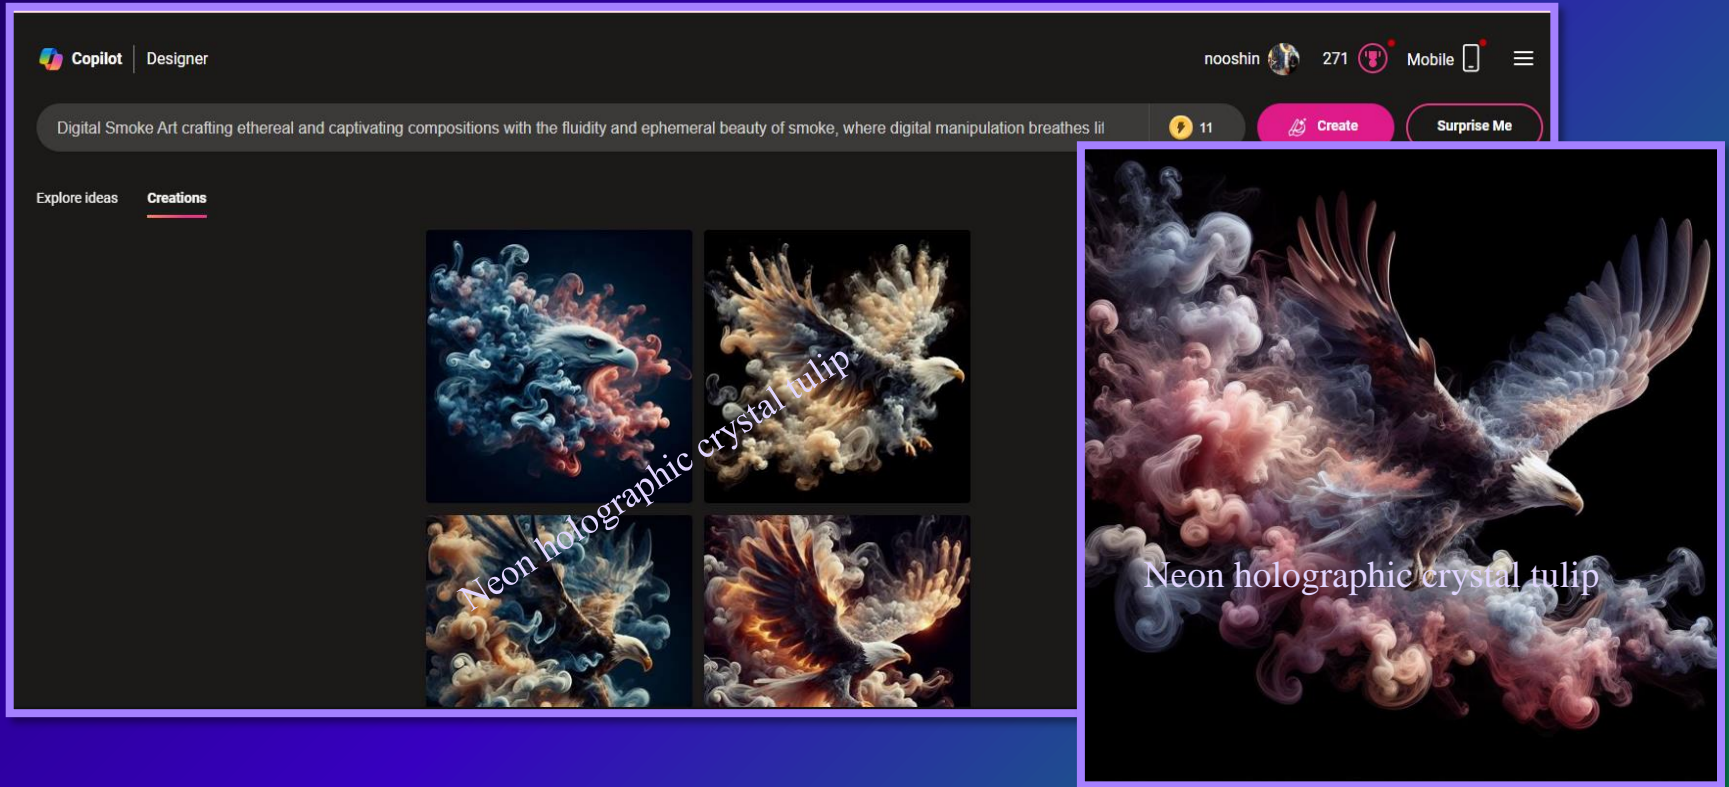 Copilot Designer
nooshin 271 Mobile
Digital Smoke Art crafting ethereal and captivating compositions with the fluidity and ephemeral beauty of smoke, where digital manipulation breathes
11
Create
Surprise Me
Explore ideas Creations
Neon holographic crystal tulip
Neon holographic crystal tulip